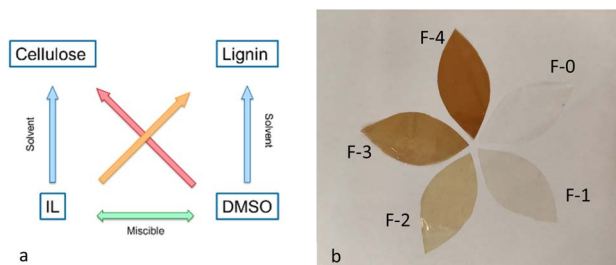 Cellulose
Lignin
Solvent
Solvent
IL
DMSO
Miscible
a
F-4
F-0
F-3
F-1
F-2
b